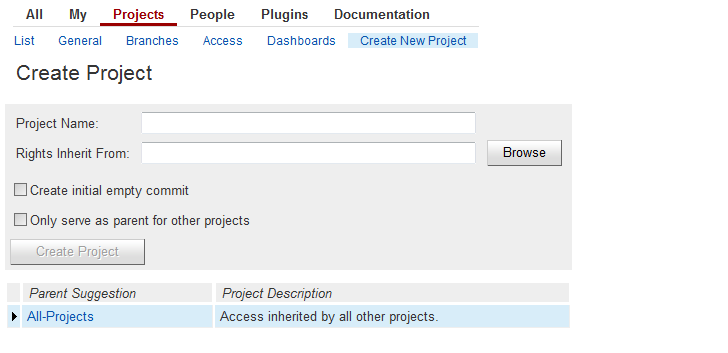 All My Projects People Plugins Documentation
List General Branches Access Dashboards Create New Project
Create Project
Project Name:
Rights Inherit From: Browse
Create initial empty commit
Only serve as parent for other projects
Create Project
Parent Suggestion Project Description
All-Projects Access inherited by all other projects.